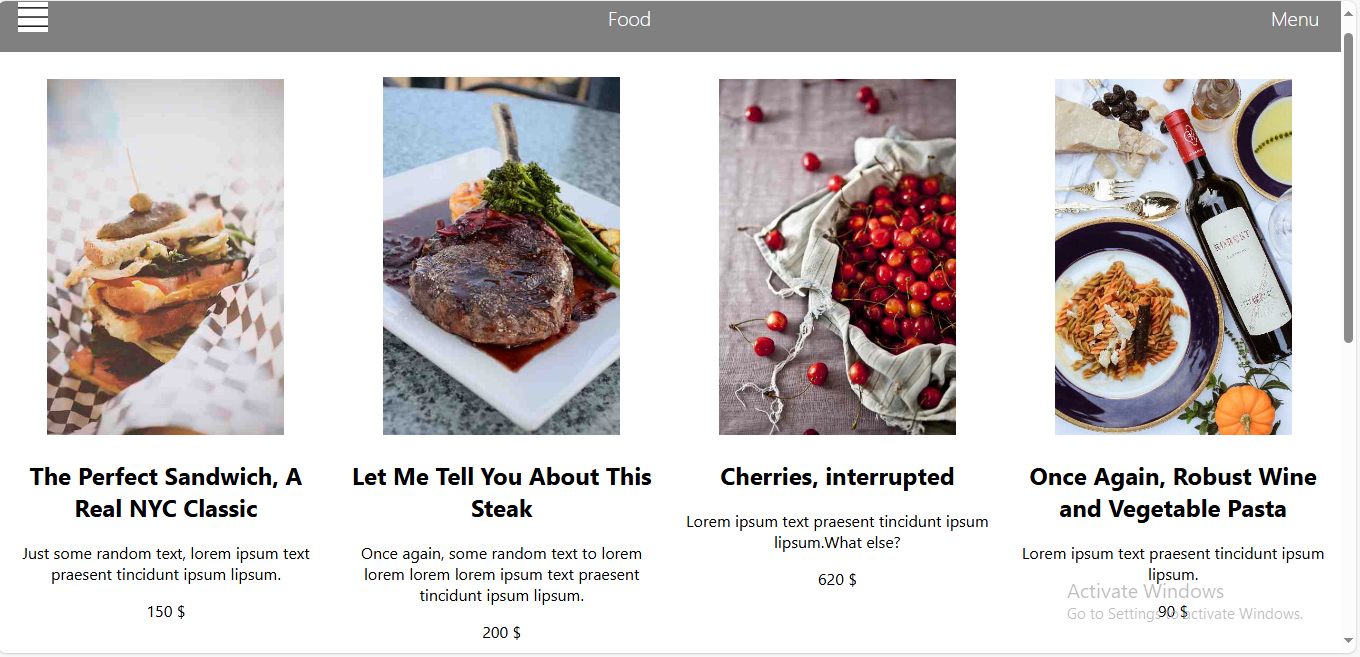 Food
Menu
The Perfect Sandwich, A
Real NYC Classic
Just some random text, lorem ipsum text
praesent tincidunt ipsum lipsum.
150 $
Let Me Tell You About This
Steak
Once again, some random text to lorem
lorem lorem lorem ipsum text praesent
tincidunt ipsum lipsum.
200 $
Cherries, interrupted
Lorem ipsum text praesent tincidunt ipsum
lipsum.What else?
620 $
ROBUST
Once Again, Robust Wine
and Vegetable Pasta
Lorem ipsum text praesent tincidunt ipsum
lipsum.
90 $
Activate Windows
Go to Settings to activate Windows.